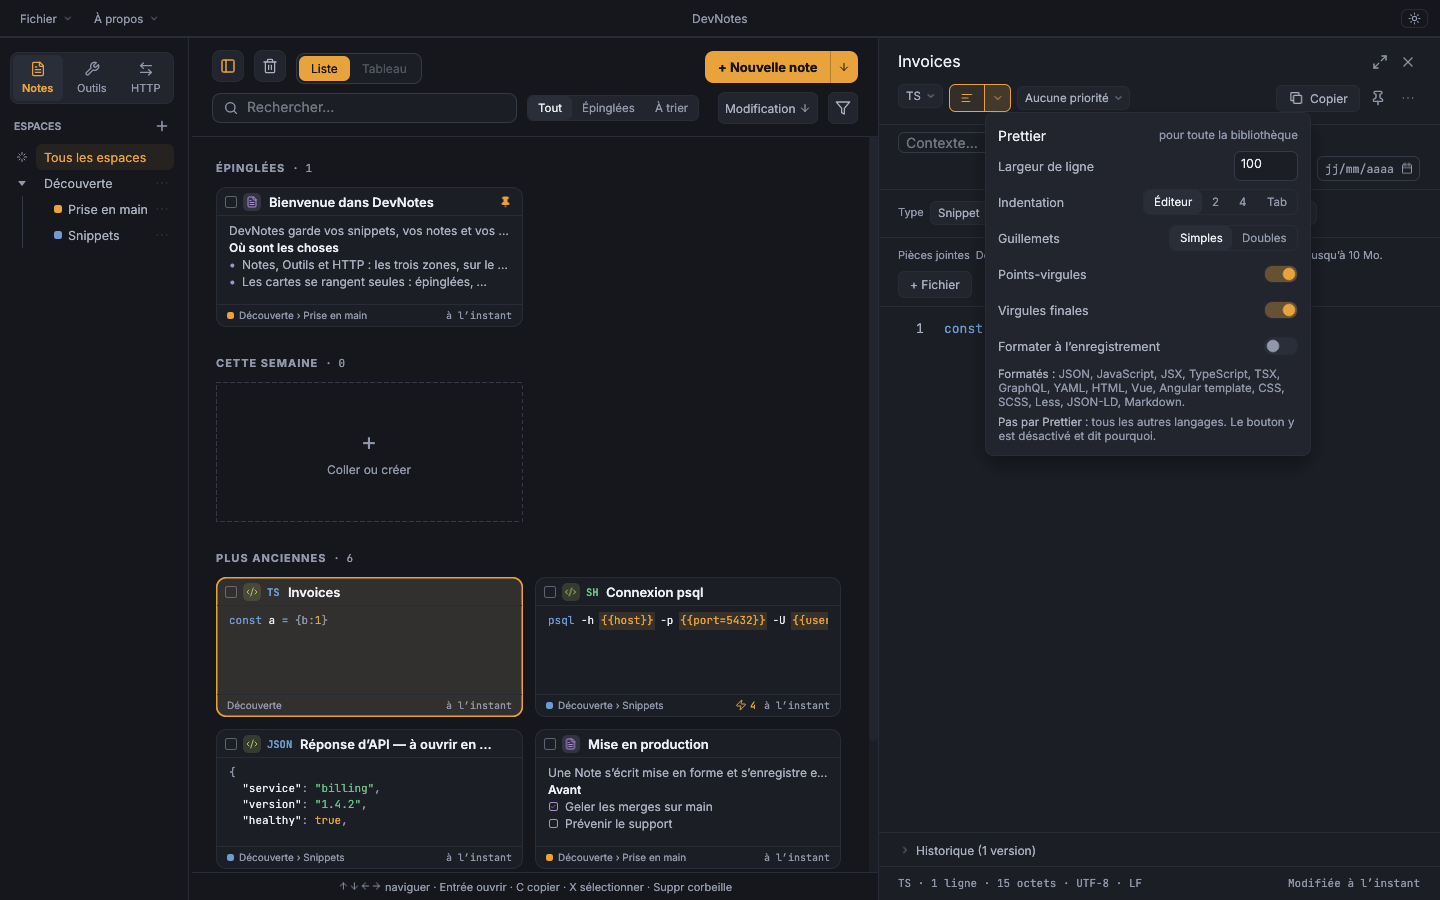 Fichier
À propos
DevNotes
Notes
Outils
HTTP
ESPACES
Tous les espaces
Découverte
Prise en main
Snippets
Liste
Tableau
+ Nouvelle note
Rechercher...
Tout
Épinglées
À trier
Modification ↓
ÉPINGLÉES · 1
Bienvenue dans DevNotes
DevNotes garde vos snippets, vos notes et vos ...
Où sont les choses
• Notes, Outils et HTTP : les trois zones, sur le ...
• Les cartes se rangent seules : épinglées, ...
Découverte › Prise en main
à l’instant
CETTE SEMAINE · 0
+
Coller ou créer
PLUS ANCIENNES · 6
TS Invoices
const a = {b:1}
Découverte
à l’instant
SH Connexion psql
psql -h {{host}} -p {{port=5432}} -U {{user
Découverte › Snippets
4 à l’instant
JSON Réponse d’API — à ouvrir en ...
{
"service": "billing",
"version": "1.4.2",
"healthy": true,
Découverte › Snippets
à l’instant
Mise en production
Une Note s’écrit mise en forme et s’enregistre e...
Avant
Geler les merges sur main
Prévenir le support
Découverte › Prise en main
à l’instant
↑↓←→ naviguer · Entrée ouvrir · C copier · X sélectionner · Suppr corbeille
Invoices
TS
Aucune priorité
Copier
Contexte...
jj/mm/aaaa
Type Snippet
Pièces jointes
usqu’à 10 Mo.
+ Fichier
1 const
Prettier
pour toute la bibliothèque
Largeur de ligne
100
Indentation
Éditeur 2 4 Tab
Guillemets
Simples Doubles
Points-virgules
Virgules finales
Formater à l’enregistrement
Formatés : JSON, JavaScript, JSX, TypeScript, TSX,
GraphQL, YAML, HTML, Vue, Angular template, CSS,
SCSS, Less, JSON-LD, Markdown.
Pas par Prettier : tous les autres langages. Le bouton y
est désactivé et dit pourquoi.
Historique (1 version)
TS · 1 ligne · 15 octets · UTF-8 · LF
Modifiée à l’instant